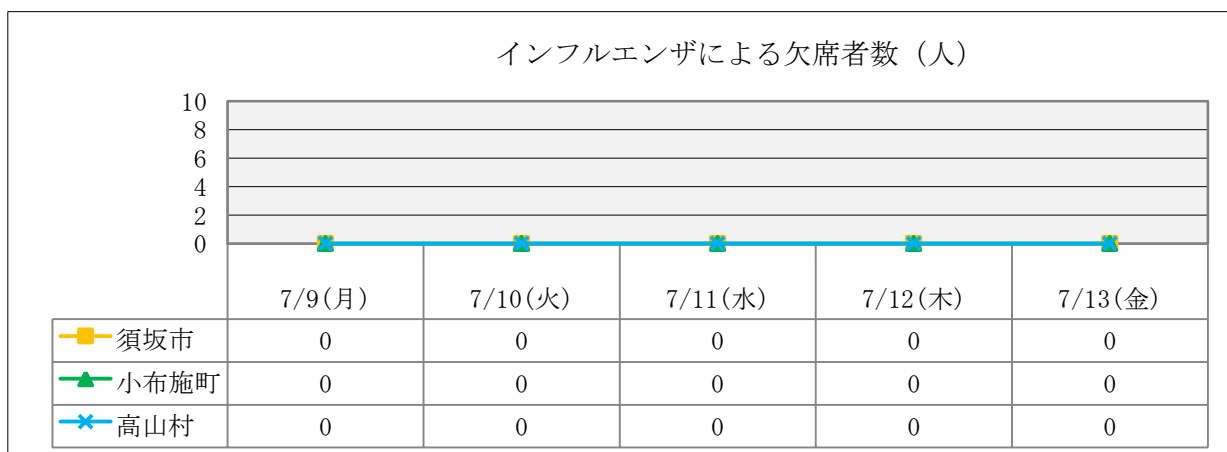 インフルエンザによる欠席者数（人）
10
8
6
4
2
0
7/9(月) 7/10(火) 7/11(水) 7/12(木) 7/13(金)
須坂市 0 0 0 0 0
小布施町 0 0 0 0 0
高山村 0 0 0 0 0